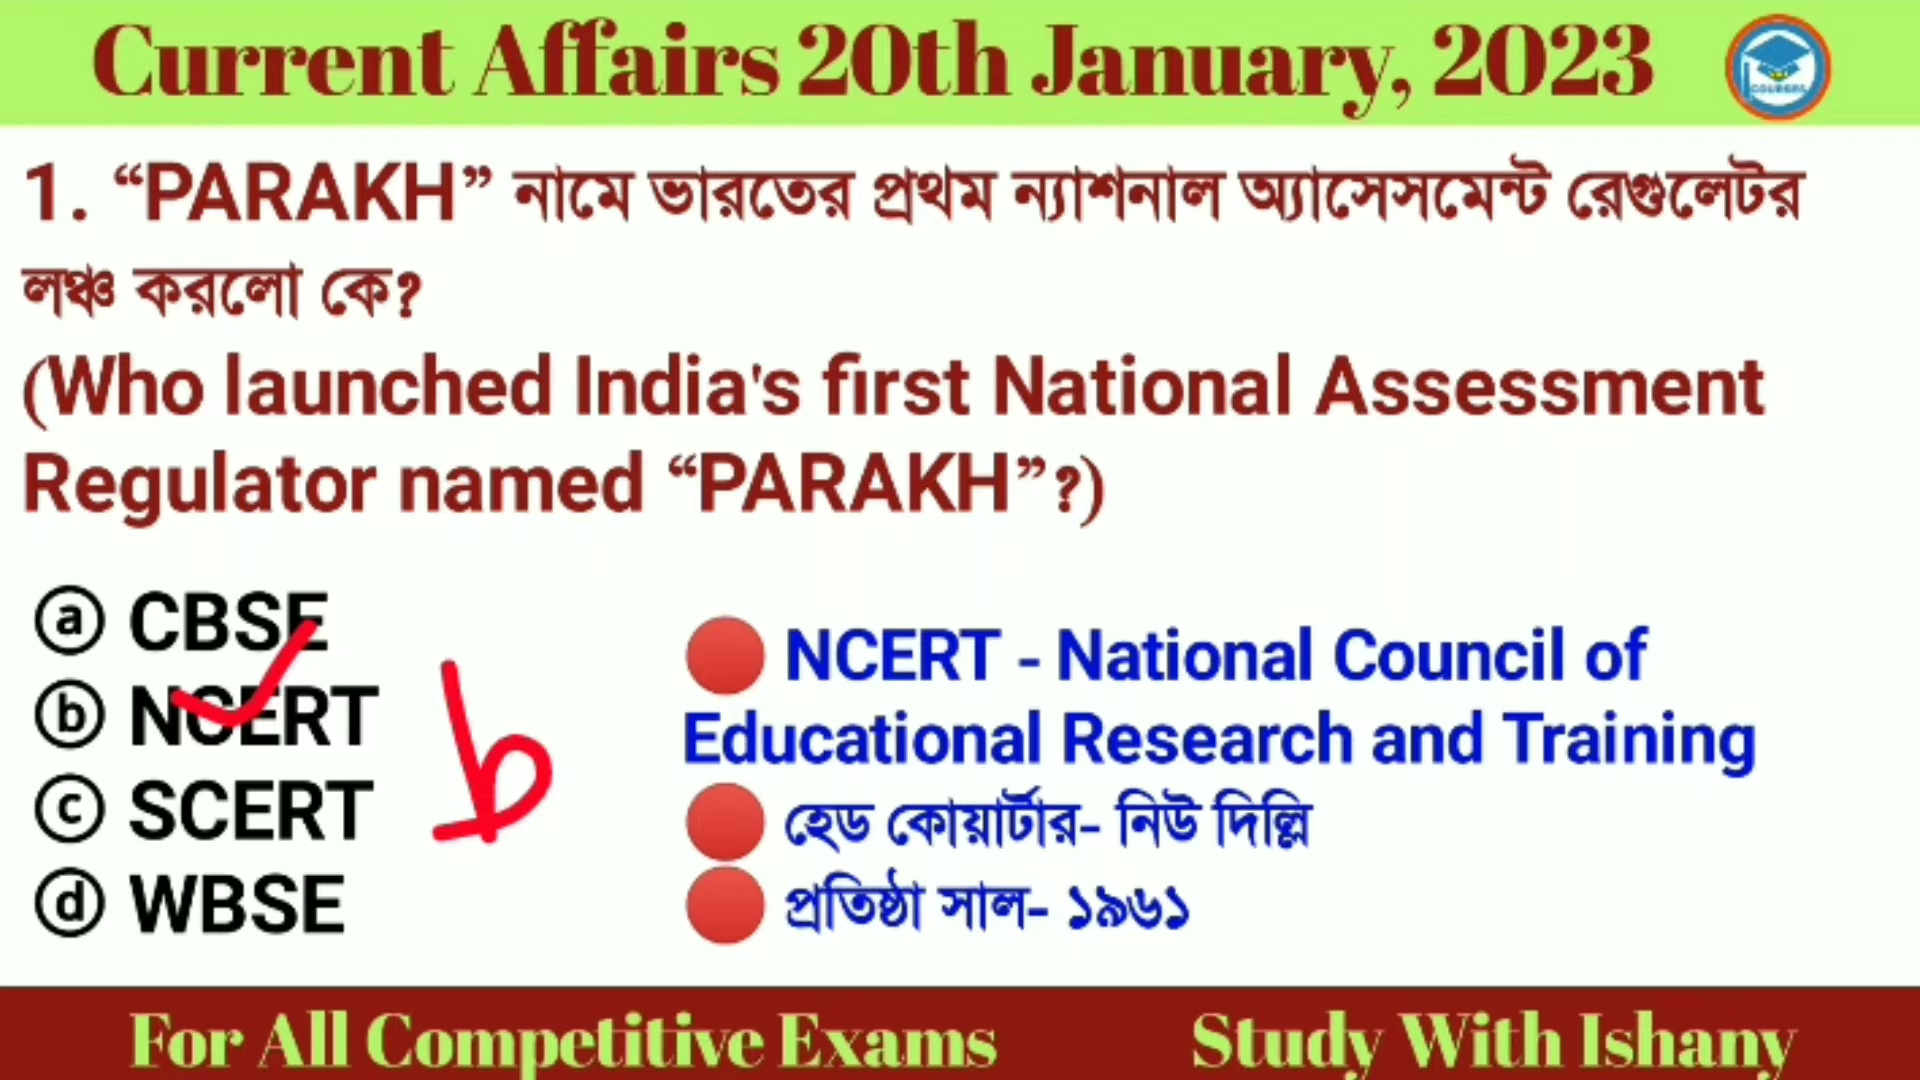 Current Affairs 20th January, 2023
COURSES
1. “PARAKH” নামে ভারতের প্রথম ন্যাশনাল অ্যাসেসমেন্ট রেগুলেটর
লঞ্চ করলো কে?
(Who launched India's first National Assessment
Regulator named “PARAKH”?)
ⓐ CBSE
ⓑ NCERT
ⓒ SCERT
ⓓ WBSE
b
NCERT - National Council of
Educational Research and Training
হেড কোয়ার্টার- নিউ দিল্লি
প্রতিষ্ঠা সাল- ১৯৬১
For All Competitive Exams
Study With Ishany